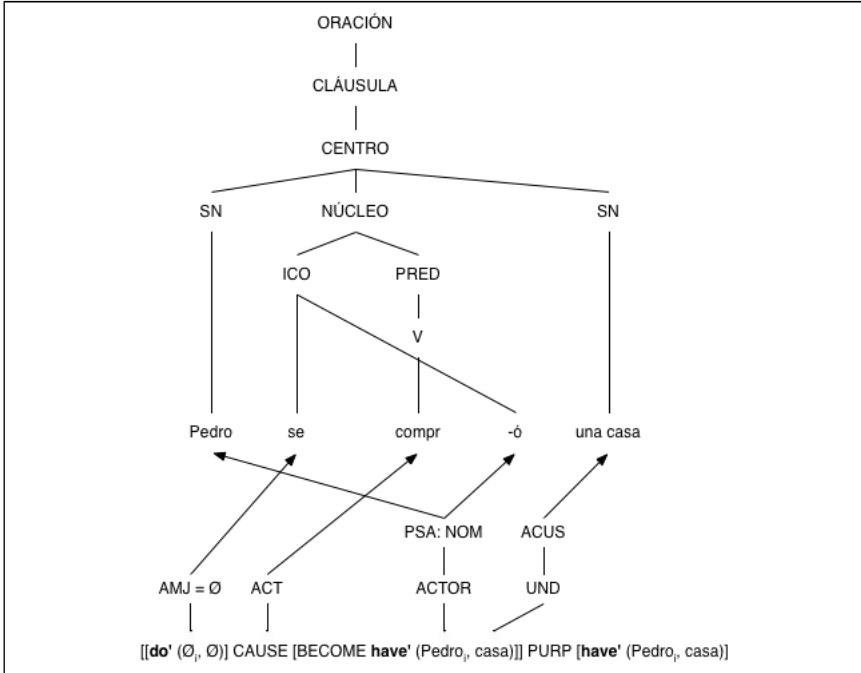 ORACIÓN
CLÁUSULA
CENTRO
SN NÚCLEO SN
ICO PRED
V
Pedro se compr -ó una casa
PSA: NOM ACUS
AMJ = Ø ACT ACTOR UND
[[do' (Øᵢ, Ø)] CAUSE [BECOME have' (Pedroᵢ, casa)]] PURP [have' (Pedroᵢ, casa)]